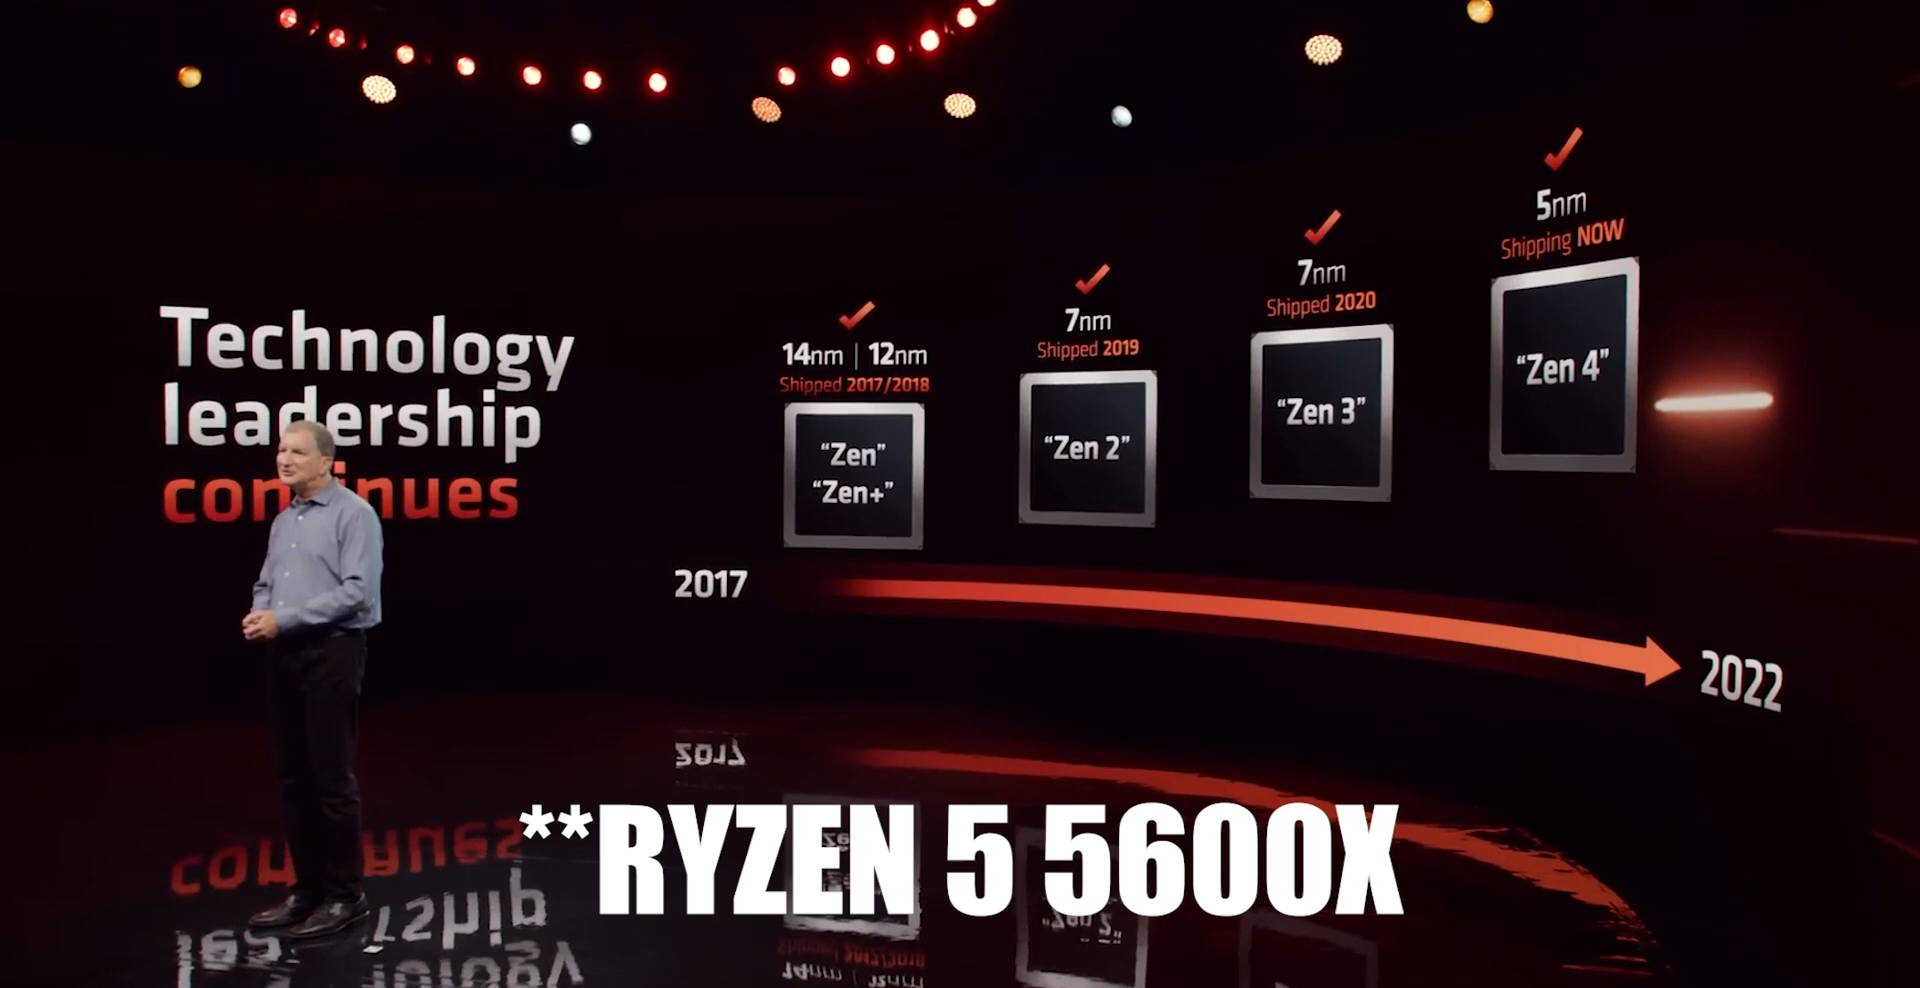 Technology
leadership
continues
14nm | 12nm
Shipped 2017/2018
"Zen"
"Zen+"
7nm
Shipped 2019
"Zen 2"
7nm
Shipped 2020
"Zen 3"
5nm
Shipping NOW
"Zen 4"
2017
2022
**RYZEN 5 5600X